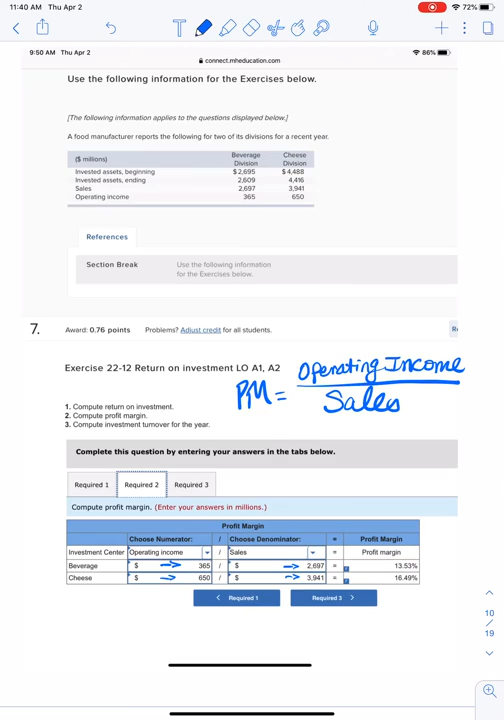 11:40 AM Thu Apr 2
72%
9:50 AM Thu Apr 2
86%
connect.mheducation.com
Use the following information for the Exercises below.
[The following information applies to the questions displayed below.]
A food manufacturer reports the following for two of its divisions for a recent year.
($ millions) Beverage Division Cheese Division
Invested assets, beginning $ 2,695 $ 4,488
Invested assets, ending 2,609 4,416
Sales 2,697 3,941
Operating income 365 650
References
Section Break Use the following information
for the Exercises below.
7. Award: 0.76 points Problems? Adjust credit for all students.
Exercise 22-12 Return on investment LO A1, A2
PM = Operating Income
Sales
1. Compute return on investment.
2. Compute profit margin.
3. Compute investment turnover for the year.
Complete this question by entering your answers in the tabs below.
Required 1 Required 2 Required 3
Compute profit margin. (Enter your answers in millions.)
Profit Margin
Choose Numerator: / Choose Denominator: = Profit Margin
Investment Center Operating income / Sales = Profit margin
Beverage $ → 365 / $ → 2,697 = 13.53%
Cheese $ → 650 / $ → 3,941 = 16.49%
< Required 1 Required 3 >
10
/
19